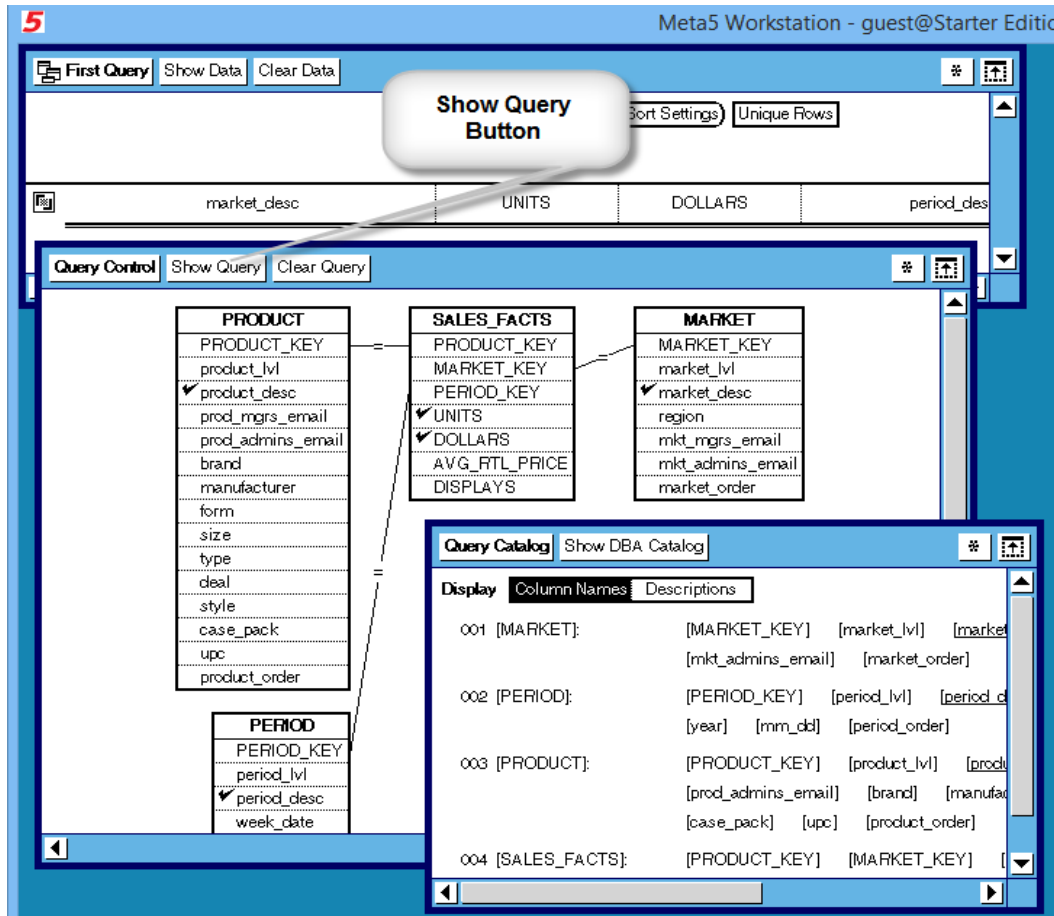 5 Meta5 Workstation - guest@Starter Editio
First Query Show Data Clear Data *
Show Query
Button
Sort Settings) Unique Rows
market_desc UNITS DOLLARS period_des
Query Control Show Query Clear Query *
PRODUCT
PRODUCT_KEY
product_lvl
product_desc
prod_mgrs_email
prod_admins_email
brand
manufacturer
form
size
type
deal
style
case_pack
upc
product_order
=
SALES_FACTS
PRODUCT_KEY
MARKET_KEY
PERIOD_KEY
UNITS
DOLLARS
AVG_RTL_PRICE
DISPLAYS
=
MARKET
MARKET_KEY
market_lvl
market_desc
region
mkt_mgrs_email
mkt_admins_email
market_order
=
PERIOD
PERIOD_KEY
period_lvl
period_desc
week_date
Query Catalog Show DBA Catalog *
Display Column Names Descriptions
001 [MARKET]: [MARKET_KEY] [market_lvl] [market
[mkt_admins_email] [market_order]
002 [PERIOD]: [PERIOD_KEY] [period_lvl] [period_d
[year] [mm_dd] [period_order]
003 [PRODUCT]: [PRODUCT_KEY] [product_lvl] [produ
[prod_admins_email] [brand] [manufac
[case_pack] [upc] [product_order]
004 [SALES_FACTS]: [PRODUCT_KEY] [MARKET_KEY] [